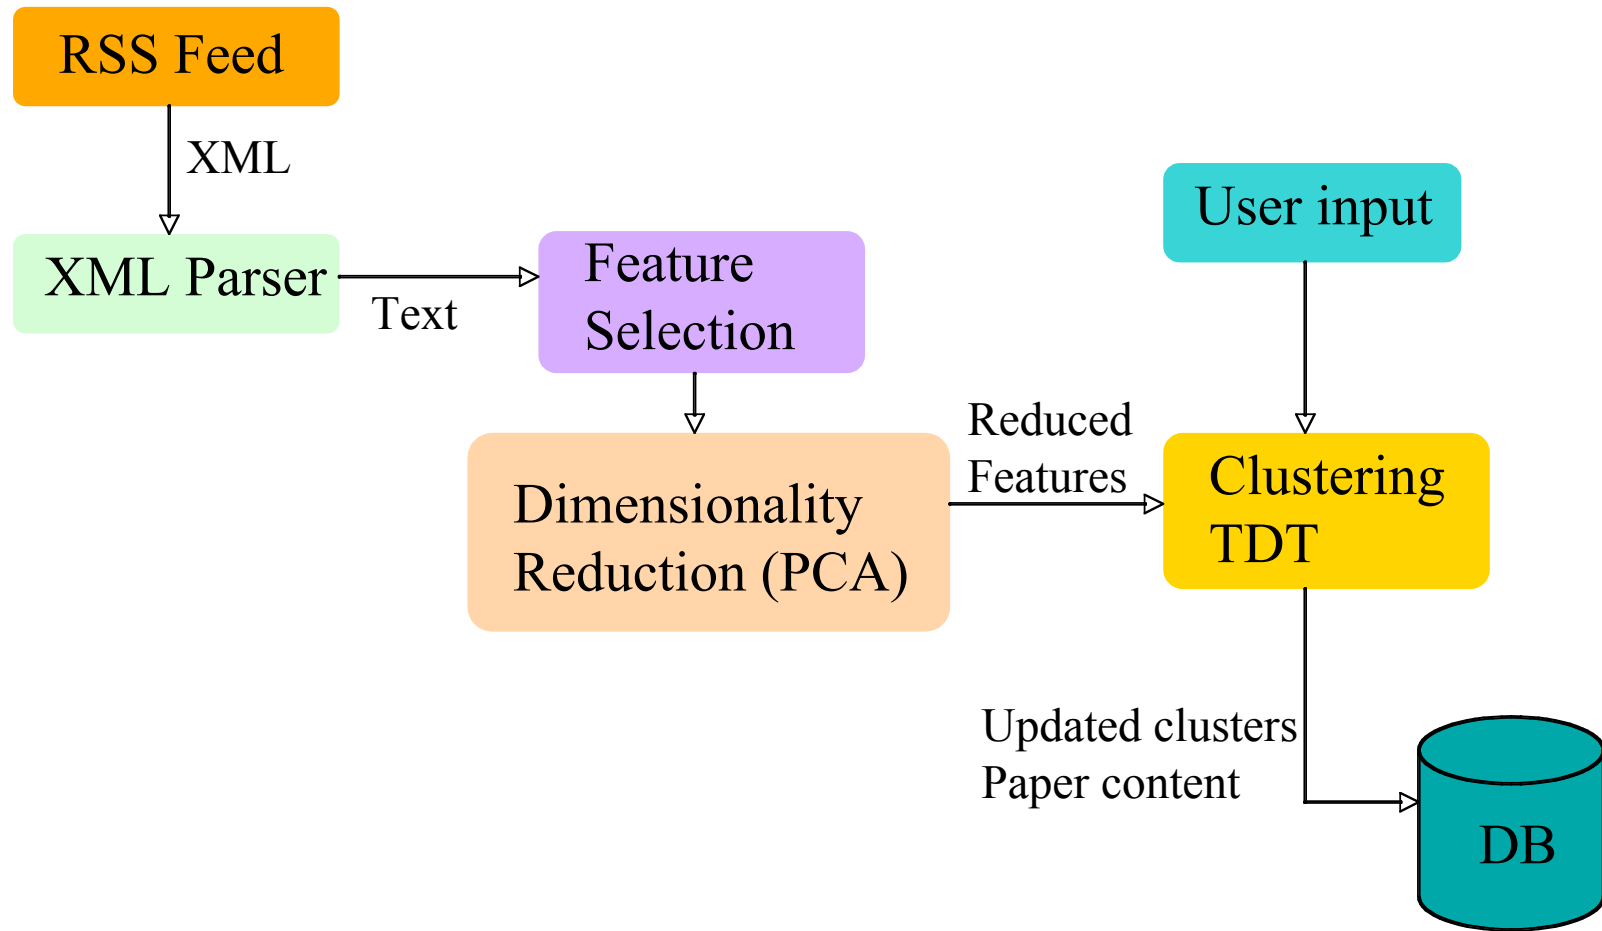 RSS Feed
XML
XML Parser
Text
Feature
Selection
Dimensionality
Reduction (PCA)
Reduced
Features
User input
Clustering
TDT
Updated clusters
Paper content
DB